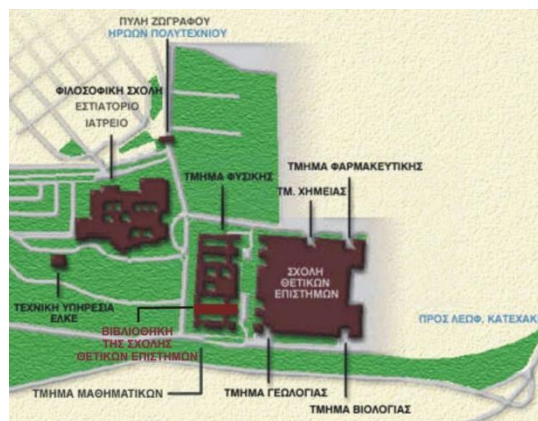 ΠΥΛΗ ΖΩΓΡΑΦΟΥ
ΗΡΩΩΝ ΠΟΛΥΤΕΧΝΙΟΥ
ΦΙΛΟΣΟΦΙΚΗ ΣΧΟΛΗ
ΕΣΤΙΑΤΟΡΙΟ
ΙΑΤΡΕΙΟ
ΤΜΗΜΑ ΦΥΣΙΚΗΣ
ΤΜΗΜΑ ΦΑΡΜΑΚΕΥΤΙΚΗΣ
ΤΜ. ΧΗΜΕΙΑΣ
ΣΧΟΛΗ
ΘΕΤΙΚΩΝ
ΕΠΙΣΤΗΜΩΝ
ΤΕΧΝΙΚΗ ΥΠΗΡΕΣΙΑ
ΕΛΚΕ
ΠΡΟΣ ΛΕΩΦ. ΚΑΤΕΧΑΚ
ΒΙΒΛΙΟΘΗΚΗ
ΤΗΣ ΣΧΟΛΗΣ
ΘΕΤΙΚΩΝ ΕΠΙΣΤΗΜΩΝ
ΤΜΗΜΑ ΜΑΘΗΜΑΤΙΚΩΝ
ΤΜΗΜΑ ΓΕΩΛΟΓΙΑΣ
ΤΜΗΜΑ ΒΙΟΛΟΓΙΑΣ